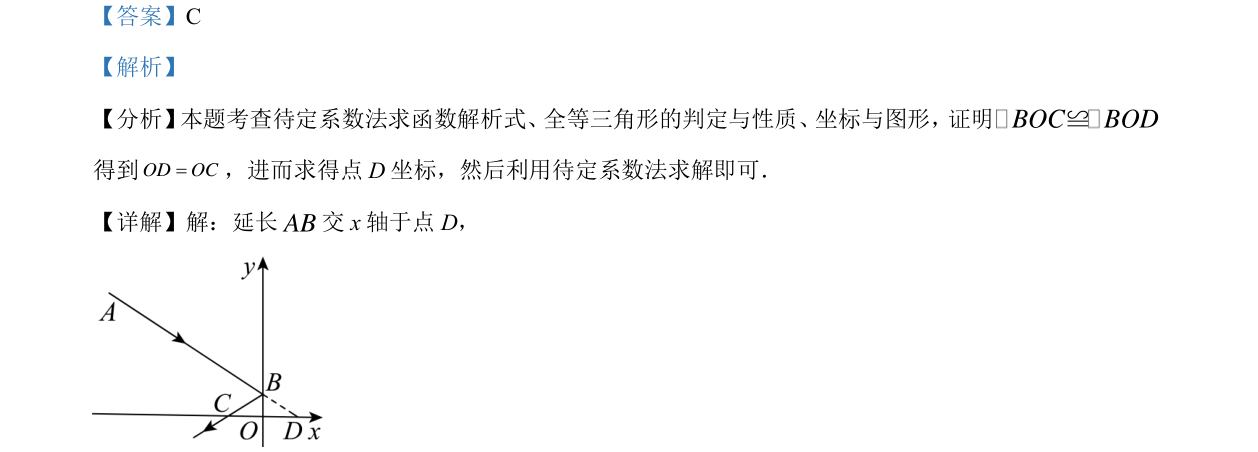 【答案】C
【解析】
【分析】本题考查待定系数法求函数解析式、全等三角形的判定与性质、坐标与图形，证明□BOC≌□BOD
得到OD=OC，进而求得点D坐标，然后利用待定系数法求解即可．
【详解】解：延长AB交x轴于点D，
y
A
B
C
O D x